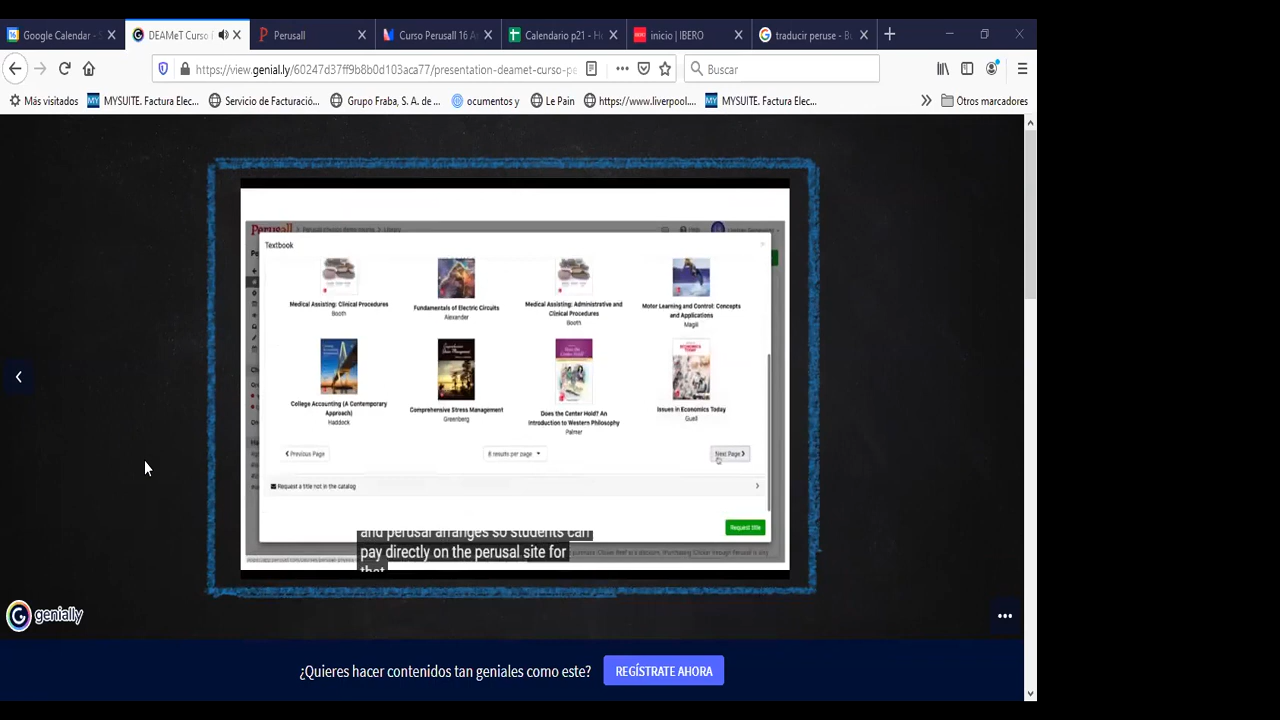 Google Calendar - S
DEAMeT Curso P
Perusall
Curso Perusall 16 A
Calendario p21 - Ho
inicio | IBERO
traducir peruse - Bu
https://view.genial.ly/60247d37ff9b8b0d103aca77/presentation-deamet-curso-pe
Buscar
Más visitados
MYSUITE. Factura Elec...
Servicio de Facturació...
Grupo Fraba, S. A. de ...
ocumentos y
Le Pain
https://www.liverpool....
MYSUITE. Factura Elec...
Otros marcadores
Perusall
Library
Help
Textbook
Medical Assisting: Clinical Procedures
Booth
Fundamentals of Electric Circuits
Alexander
Medical Assisting: Administrative and
Clinical Procedures
Booth
Motor Learning and Control: Concepts
and Applications
Magill
College Accounting (A Contemporary
Approach)
Haddock
Comprehensive Stress Management
Greenberg
Does the Center Hold? An
Introduction to Western Philosophy
Palmer
Issues in Economics Today
Guell
Previous Page
8 results per page
Next Page
Request a title not in the catalog
Request title
and perusal arranges so students can
pay directly on the perusal site for
that
genially
¿Quieres hacer contenidos tan geniales como este?
REGÍSTRATE AHORA